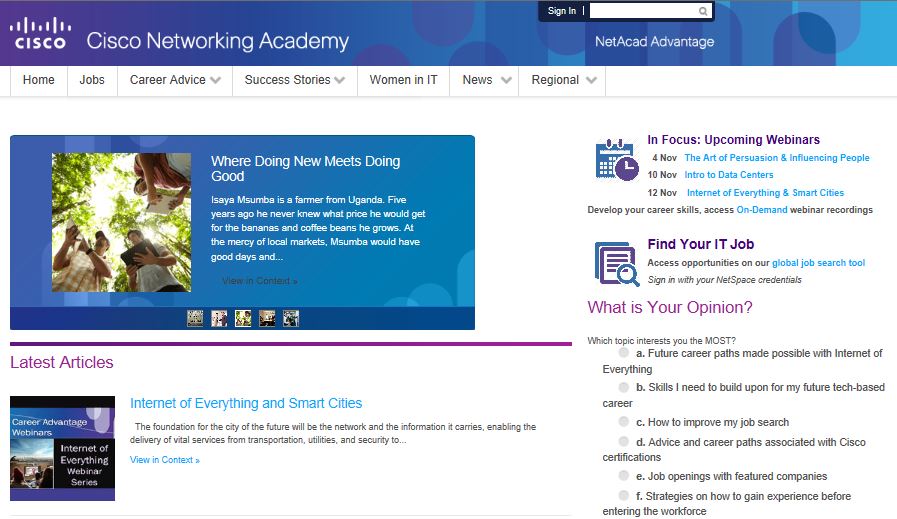 Sign In |
CISCO
Cisco Networking Academy
NetAcad Advantage
Home
Jobs
Career Advice
Success Stories
Women in IT
News
Regional
Where Doing New Meets Doing
Good
Isaya Msumba is a farmer from Uganda. Five
years ago he never knew what price he would get
for the bananas and coffee beans he grows. At
the mercy of local markets, Msumba would have
good days and...
View in Context »
Latest Articles
Career Advantage
Webinars
Internet of
Everything
Webinar
Series
Internet of Everything and Smart Cities
The foundation for the city of the future will be the network and the information it carries, enabling the
delivery of vital services from transportation, utilities, and security to...
View in Context »
In Focus: Upcoming Webinars
4 Nov The Art of Persuasion & Influencing People
10 Nov Intro to Data Centers
12 Nov Internet of Everything & Smart Cities
Develop your career skills, access On-Demand webinar recordings
Find Your IT Job
Access opportunities on our global job search tool
Sign in with your NetSpace credentials
What is Your Opinion?
Which topic interests you the MOST?
a. Future career paths made possible with Internet of
Everything
b. Skills I need to build upon for my future tech-based
career
c. How to improve my job search
d. Advice and career paths associated with Cisco
certifications
e. Job openings with featured companies
f. Strategies on how to gain experience before
entering the workforce